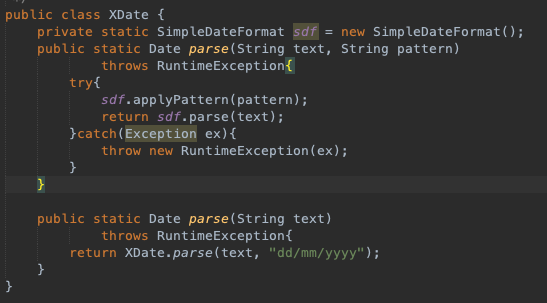 public class XDate {
    private static SimpleDateFormat sdf = new SimpleDateFormat();
    public static Date parse(String text, String pattern)
            throws RuntimeException{
        try{
            sdf.applyPattern(pattern);
            return sdf.parse(text);
        }catch(Exception ex){
            throw new RuntimeException(ex);
        }
    }

    public static Date parse(String text)
            throws RuntimeException{
        return XDate.parse(text, "dd/mm/yyyy");
    }
}